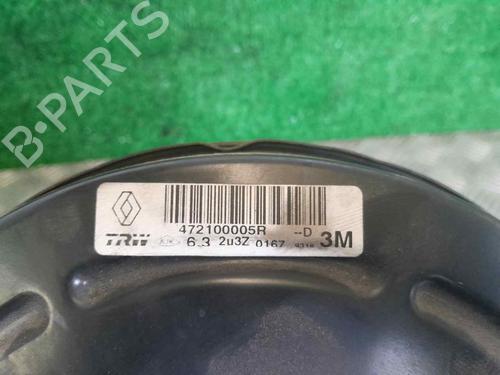 B-PARTS
472100005R --D
TRW 6.3 2u3Z 0167 3M